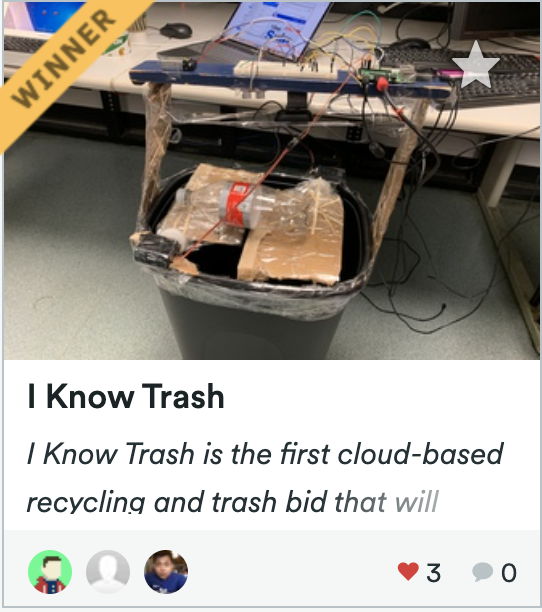 WINNER
I Know Trash
I Know Trash is the first cloud-based
recycling and trash bid that will
3
0